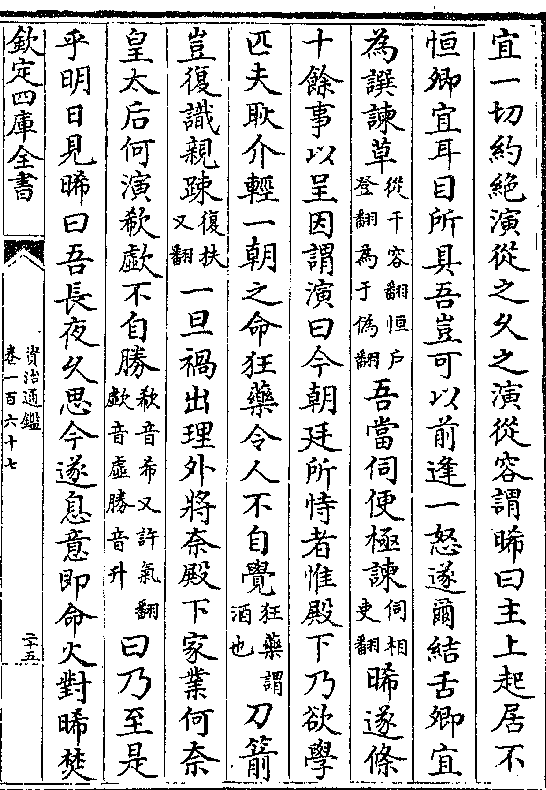 宜一切約絶演從之久之演從容謂晞曰主上起居不
恒卿宜耳目所具吾豈可以前逢一怒遂爾結舌卿宜
為譔諫草從千容翻恒戶登翻為于偽翻吾當伺便極諫伺相吏翻晞遂條
十餘事以呈因謂演曰今朝廷所恃者惟殿下乃欲學
匹夫耿介輕一朝之命狂藥令人不自覺狂藥謂酒也刀箭
豈復識親疎復扶又翻一旦禍出理外將奈殿下家業何奈
皇太后何演欷歔不自勝欷音希又許氣翻歔音虛勝音升曰乃至是
乎明日見晞曰吾長夜久思今遂息意即命火對晞焚
欽定四庫全書
資治通鑑
卷一百六十七
二十五